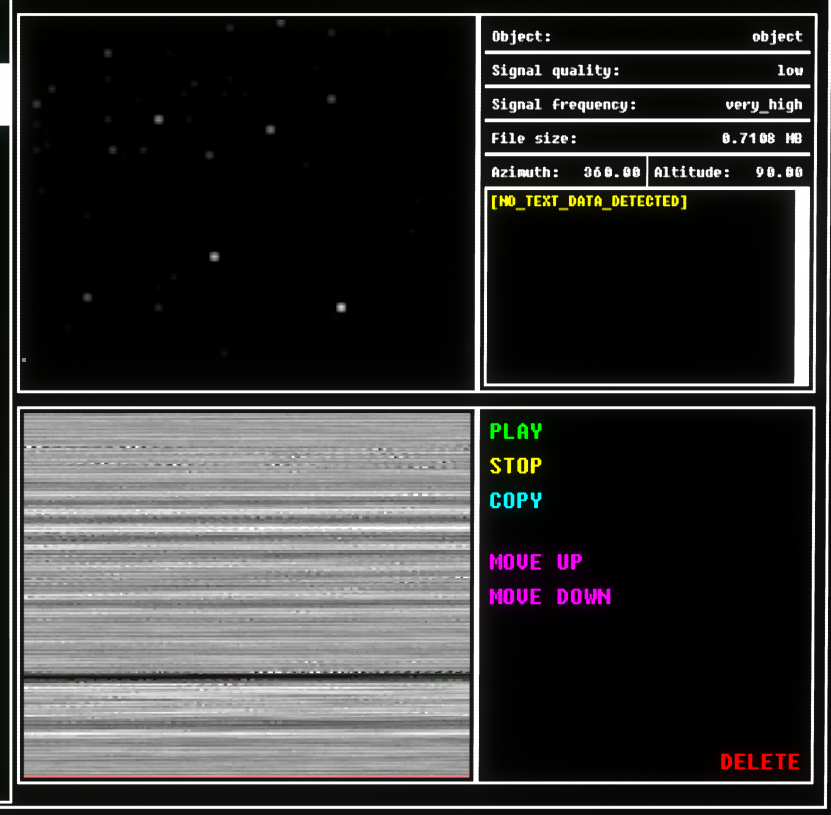 Object: object
Signal quality: low
Signal frequency: very_high
File size: 0.7108 MB
Azimuth: 360.00 Altitude: 90.00
[NO_TEXT_DATA_DETECTED]
PLAY
STOP
COPY
MOVE UP
MOVE DOWN
DELETE